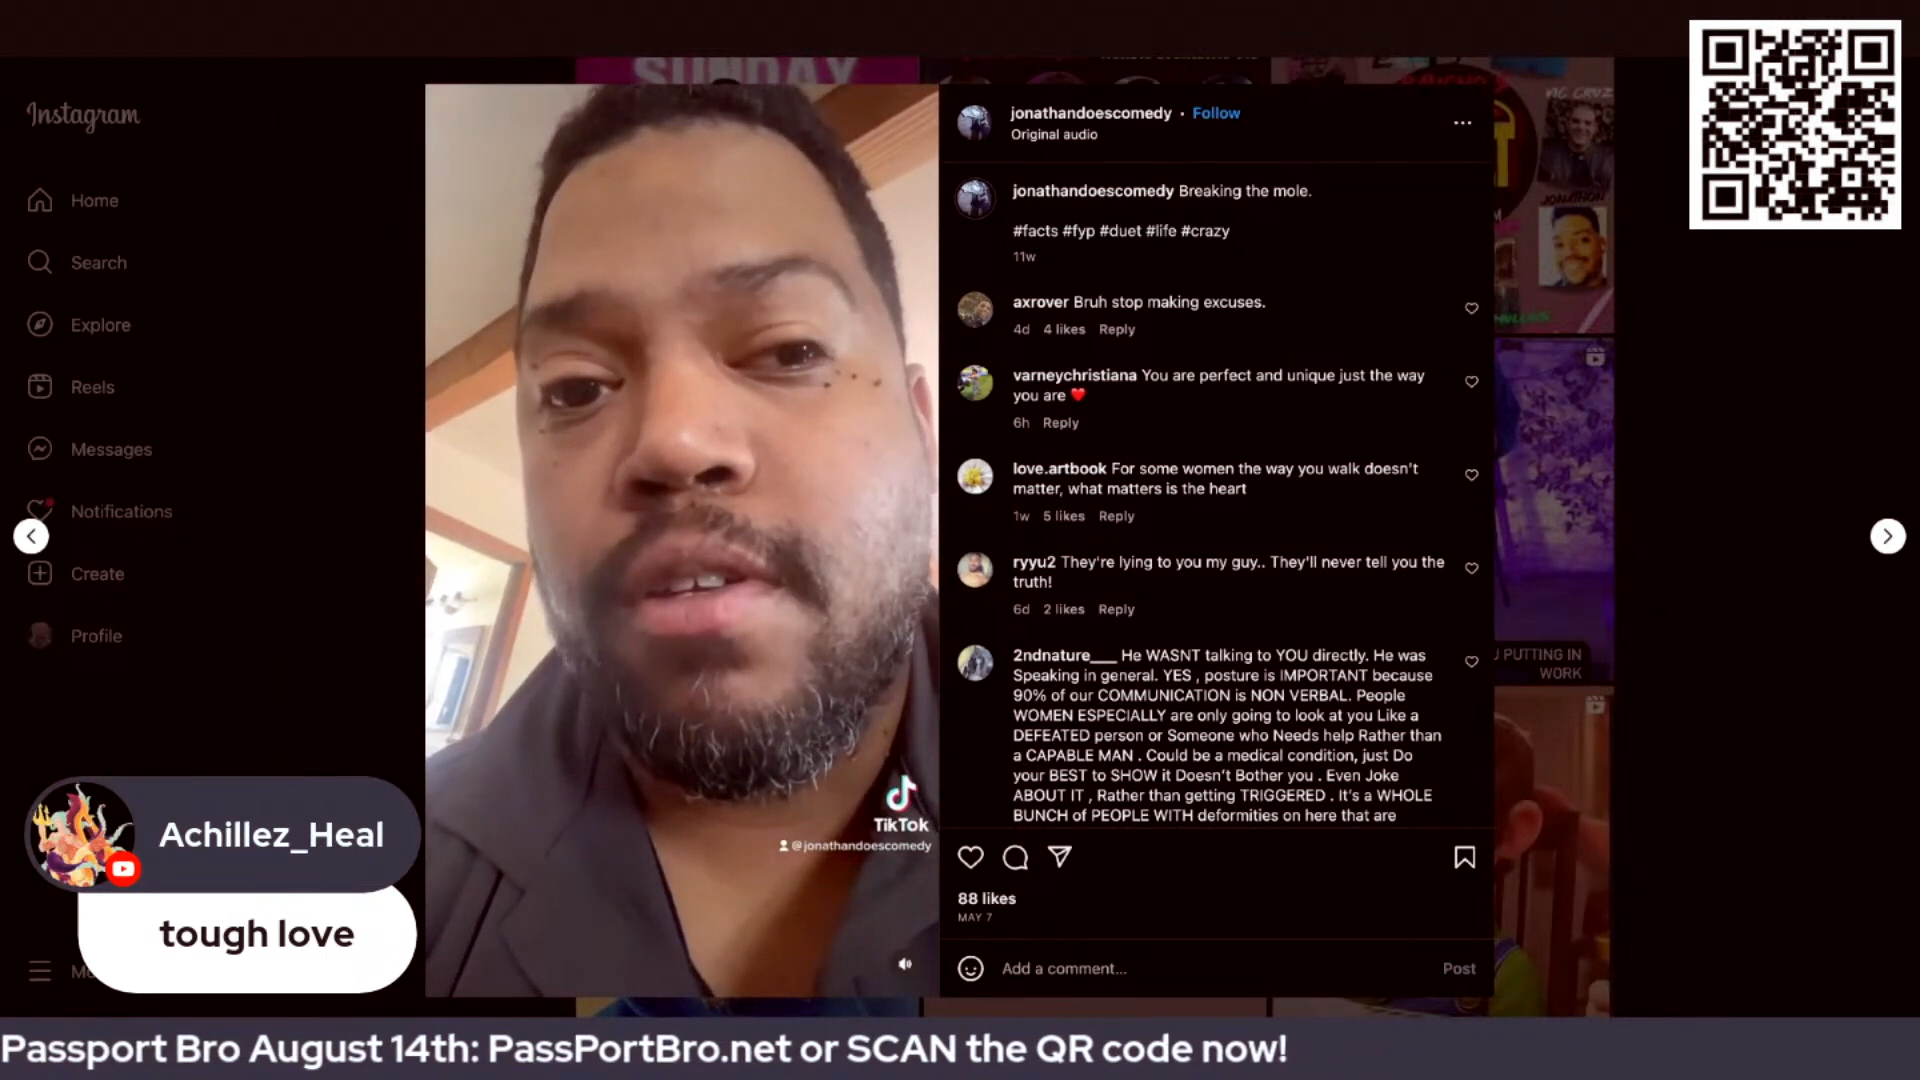 SUNDAY
Instagram
Home
Search
Explore
Reels
Messages
Notifications
Create
Profile
jonathandoescomedy • Follow
Original audio
jonathandoescomedy Breaking the mole.
#facts #fyp #duet #life #crazy
11w
axrover Bruh stop making excuses.
4d 4 likes Reply
varneychristiana You are perfect and unique just the way
you are ❤️
6h Reply
love.artbook For some women the way you walk doesn't
matter, what matters is the heart
1w 5 likes Reply
ryyu2 They're lying to you my guy.. They'll never tell you the
truth!
6d 2 likes Reply
2ndnature___ He WASNT talking to YOU directly. He was
Speaking in general. YES , posture is IMPORTANT because
90% of our COMMUNICATION is NON VERBAL. People
WOMEN ESPECIALLY are only going to look at you Like a
DEFEATED person or Someone who Needs help Rather than
a CAPABLE MAN . Could be a medical condition, just Do
your BEST to SHOW it Doesn't Bother you . Even Joke
ABOUT IT , Rather than getting TRIGGERED . It's a WHOLE
BUNCH of PEOPLE WITH deformities on here that are
88 likes
MAY 7
Add a comment...
Post
TikTok
@jonathandoescomedy
VIC CRUZ
JONATHON
PUTTING IN
WORK
Achillez_Heal
tough love
Passport Bro August 14th: PassPortBro.net or SCAN the QR code now!